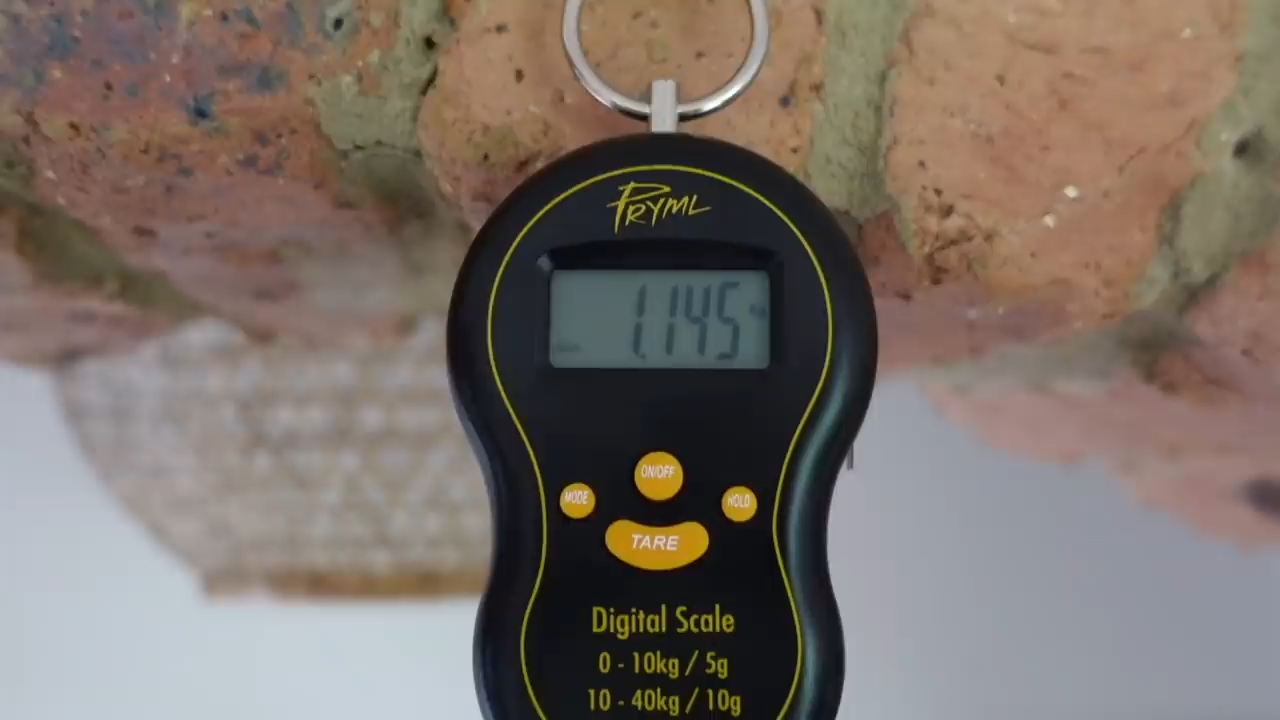 PRYML
1.145
ON/OFF
MODE
HOLD
TARE
Digital Scale
0 - 10kg / 5g
10 - 40kg / 10g